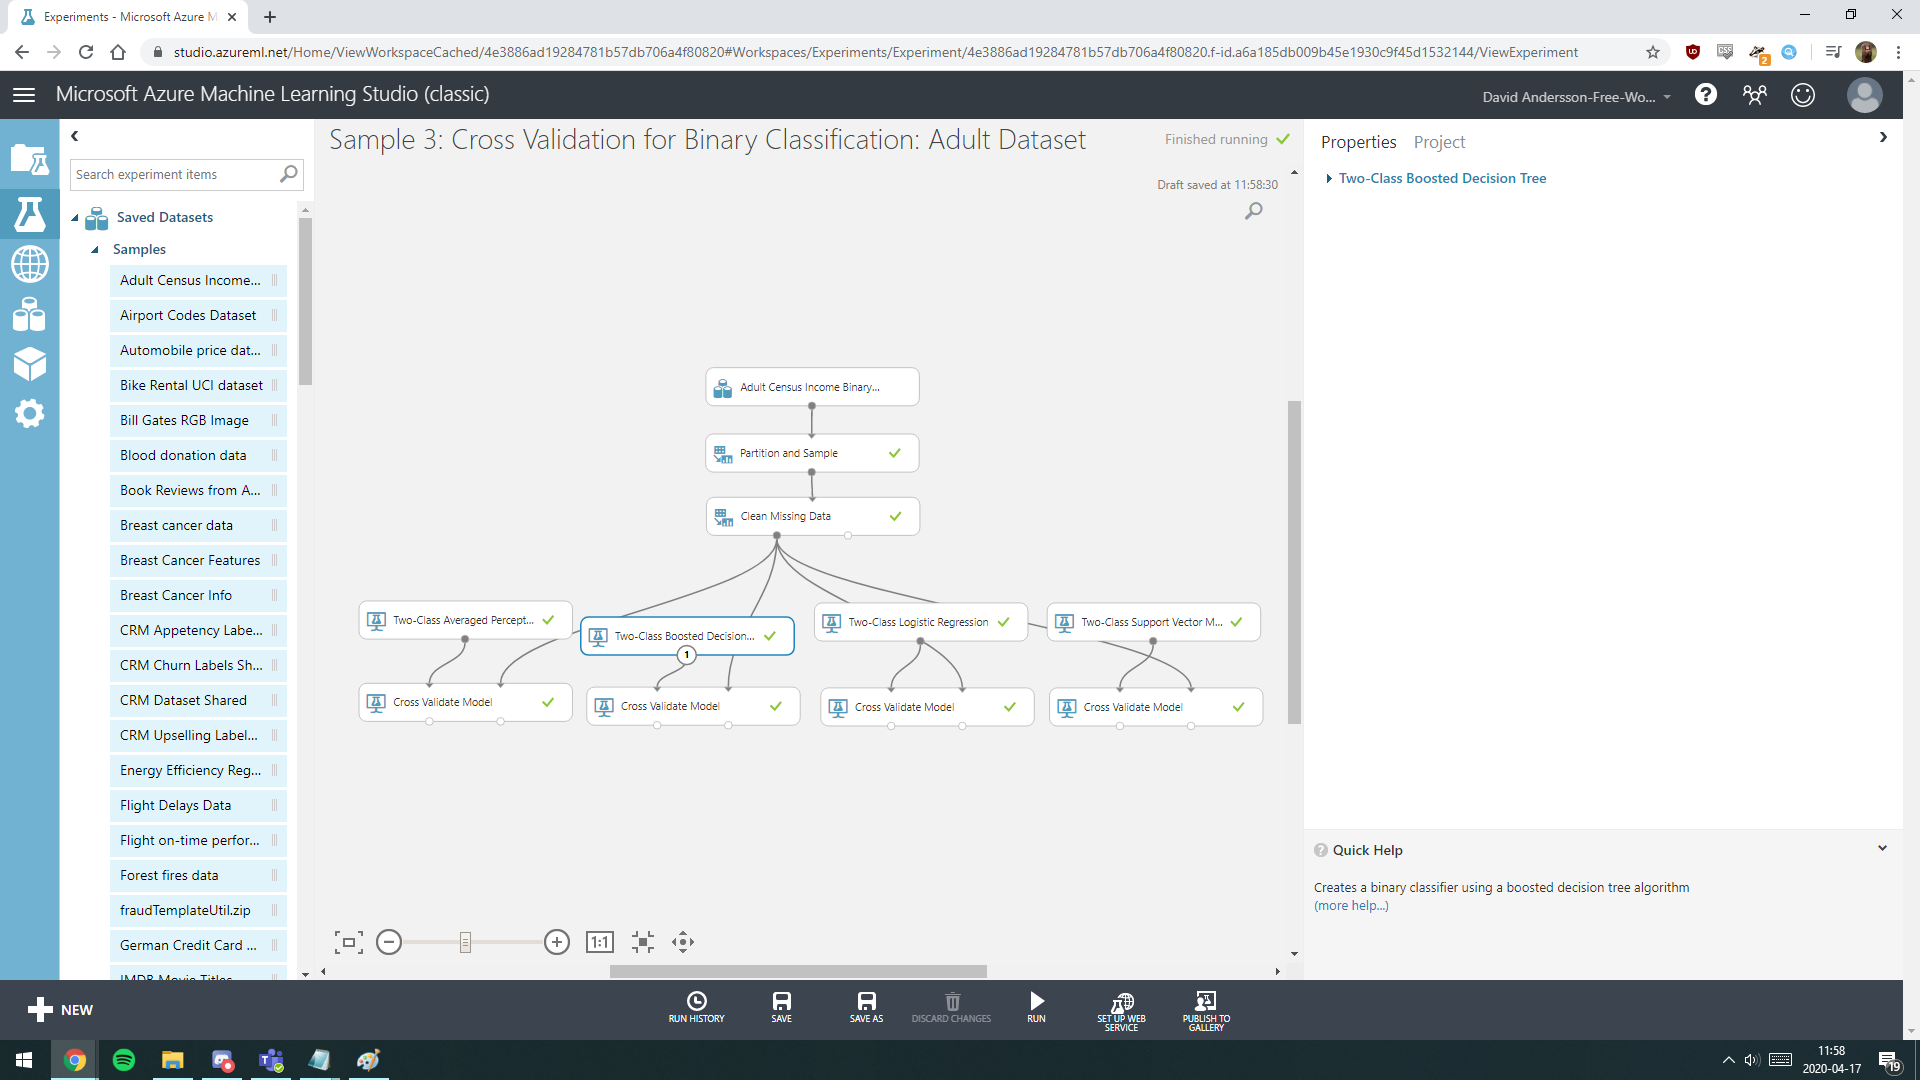 Experiments - Microsoft Azure M
studio.azureml.net/Home/ViewWorkspaceCached/4e3886ad19284781b57db706a4f80820#Workspaces/Experiments/Experiment/4e3886ad19284781b57db706a4f80820.f-id.a6a185db009b45e1930c9f45d1532144/ViewExperiment
2
Microsoft Azure Machine Learning Studio (classic)
David Andersson-Free-Wo...
Search experiment items
Saved Datasets
Samples
Adult Census Income...
Airport Codes Dataset
Automobile price dat...
Bike Rental UCI dataset
Bill Gates RGB Image
Blood donation data
Book Reviews from A...
Breast cancer data
Breast Cancer Features
Breast Cancer Info
CRM Appetency Labe...
CRM Churn Labels Sh...
CRM Dataset Shared
CRM Upselling Label...
Energy Efficiency Reg...
Flight Delays Data
Flight on-time perfor...
Forest fires data
fraudTemplateUtil.zip
German Credit Card ...
IMDB Movie Titles
Sample 3: Cross Validation for Binary Classification: Adult Dataset
Finished running
Draft saved at 11:58:30
Adult Census Income Binary...
Partition and Sample
Clean Missing Data
Two-Class Averaged Percept...
Two-Class Boosted Decision...
Two-Class Logistic Regression
Two-Class Support Vector M...
1
Cross Validate Model
Cross Validate Model
Cross Validate Model
Cross Validate Model
1:1
Properties
Project
Two-Class Boosted Decision Tree
Quick Help
Creates a binary classifier using a boosted decision tree algorithm
(more help...)
NEW
RUN HISTORY
SAVE
SAVE AS
DISCARD CHANGES
RUN
SET UP WEB
SERVICE
PUBLISH TO
GALLERY
11:58
2020-04-17
19